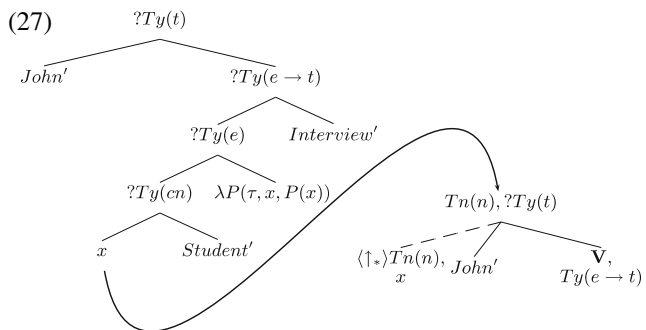 (27)
?Ty(t)
John′
?Ty(e → t)
?Ty(e)
Interview′
?Ty(cn)
λP(τ, x, P(x))
x
Student′
Tn(n), ?Ty(t)
⟨↑*⟩Tn(n),
x
John′
V,
Ty(e → t)